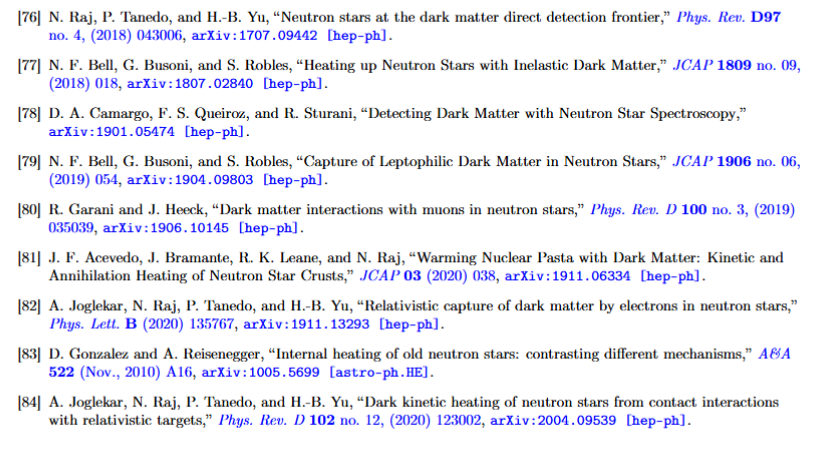 [76] N. Raj, P. Tanedo, and H.-B. Yu, “Neutron stars at the dark matter direct detection frontier,” Phys. Rev. D97
no. 4, (2018) 043006, arXiv:1707.09442 [hep-ph].
[77] N. F. Bell, G. Busoni, and S. Robles, “Heating up Neutron Stars with Inelastic Dark Matter,” JCAP 1809 no. 09,
(2018) 018, arXiv:1807.02840 [hep-ph].
[78] D. A. Camargo, F. S. Queiroz, and R. Sturani, “Detecting Dark Matter with Neutron Star Spectroscopy,”
arXiv:1901.05474 [hep-ph].
[79] N. F. Bell, G. Busoni, and S. Robles, “Capture of Leptophilic Dark Matter in Neutron Stars,” JCAP 1906 no. 06,
(2019) 054, arXiv:1904.09803 [hep-ph].
[80] R. Garani and J. Heeck, “Dark matter interactions with muons in neutron stars,” Phys. Rev. D 100 no. 3, (2019)
035039, arXiv:1906.10145 [hep-ph].
[81] J. F. Acevedo, J. Bramante, R. K. Leane, and N. Raj, “Warming Nuclear Pasta with Dark Matter: Kinetic and
Annihilation Heating of Neutron Star Crusts,” JCAP 03 (2020) 038, arXiv:1911.06334 [hep-ph].
[82] A. Joglekar, N. Raj, P. Tanedo, and H.-B. Yu, “Relativistic capture of dark matter by electrons in neutron stars,”
Phys. Lett. B (2020) 135767, arXiv:1911.13293 [hep-ph].
[83] D. Gonzalez and A. Reisenegger, “Internal heating of old neutron stars: contrasting different mechanisms,” A&A
522 (Nov., 2010) A16, arXiv:1005.5699 [astro-ph.HE].
[84] A. Joglekar, N. Raj, P. Tanedo, and H.-B. Yu, “Dark kinetic heating of neutron stars from contact interactions
with relativistic targets,” Phys. Rev. D 102 no. 12, (2020) 123002, arXiv:2004.09539 [hep-ph].